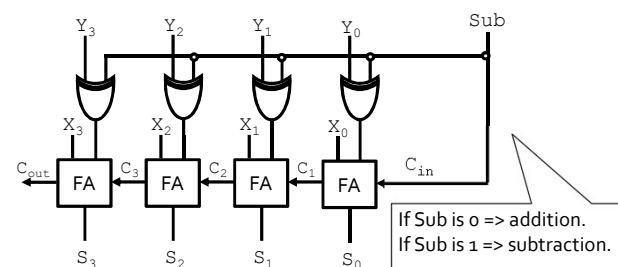 Y3 Y2 Y1 Y0 Sub
X3 X2 X1 X0
Cout FA C3 FA C2 FA C1 FA Cin
S3 S2 S1 S0
If Sub is 0 => addition.
If Sub is 1 => subtraction.